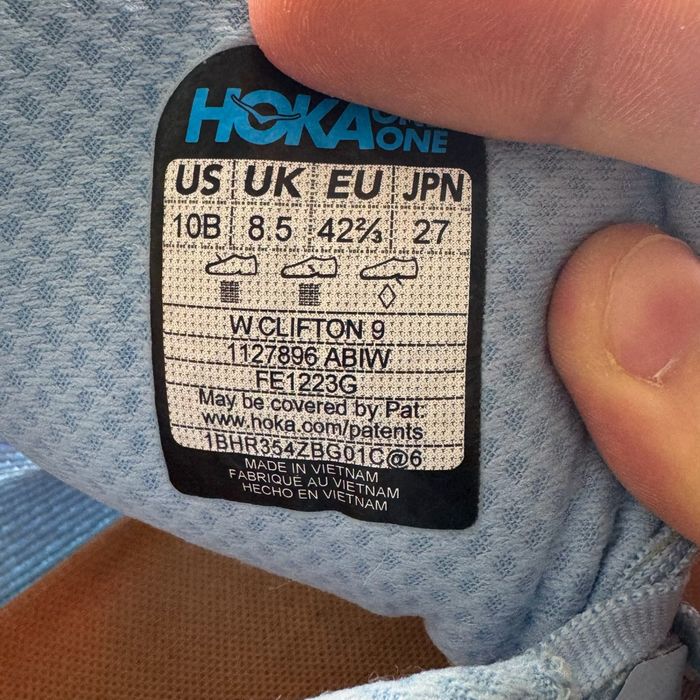 HOKA
ONE
US UK EU JPN
10B 8.5 42⅔ 27
W CLIFTON 9
1127896 ABIW
FE1223G
May be covered by Pat:
www.hoka.com/patents
1BHR354ZBG01C@6
MADE IN VIETNAM
FABRIQUÉ AU VIETNAM
HECHO EN VIETNAM